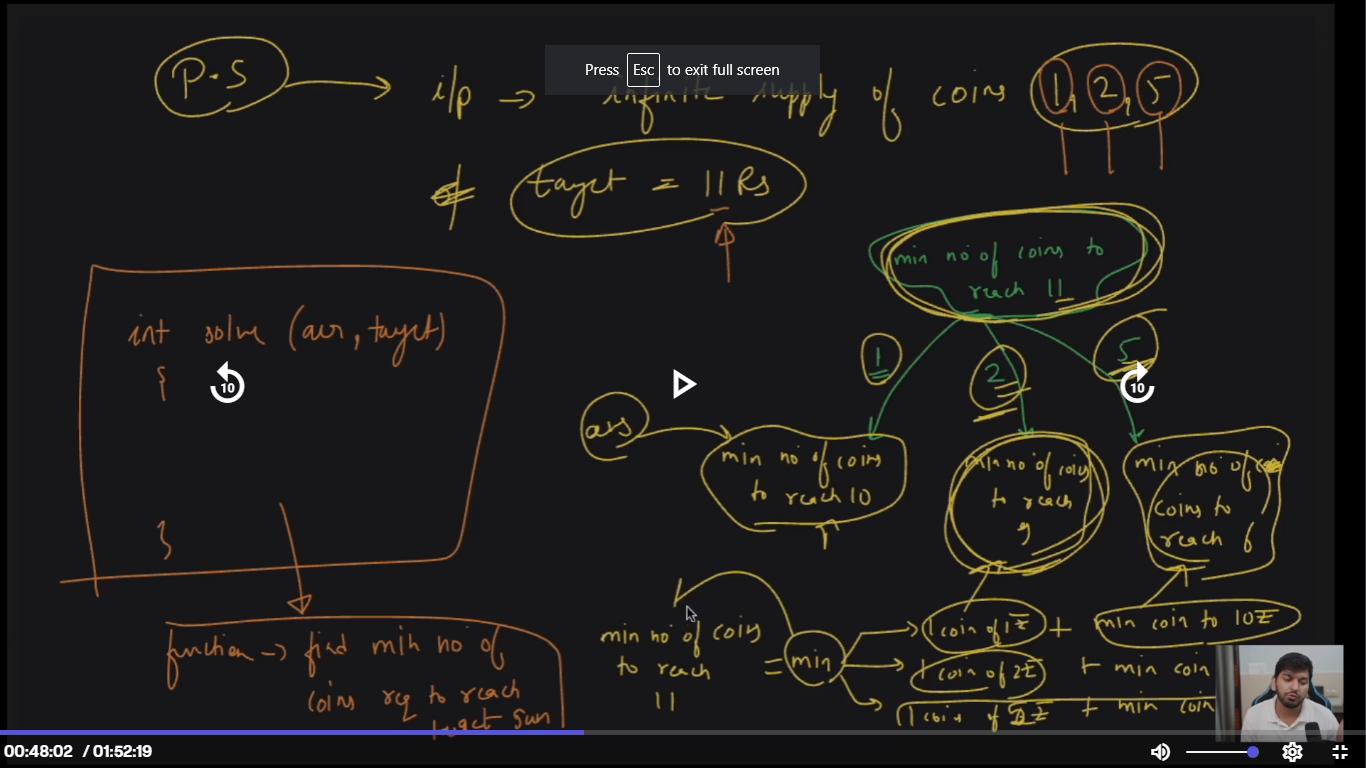 P.S → i/p → infinite supply of coins 1, 2, 5
Press Esc to exit full screen
target = 11 Rs
min no of coins to
reach 11
1 2 5
int solve (arr, target)
{
}
10
10
ans
min no of coins
to reach 10
min no of coins
to reach
9
min no of
coins to
reach 6
function → find min no of
coins req to reach
target sum
min no of coins
to reach
11
= min
1 coin of 1₹ + min coin to 10₹
1 coin of 2₹ + min coin
1 coin of ₹ + min coin
00:48:02 / 01:52:19